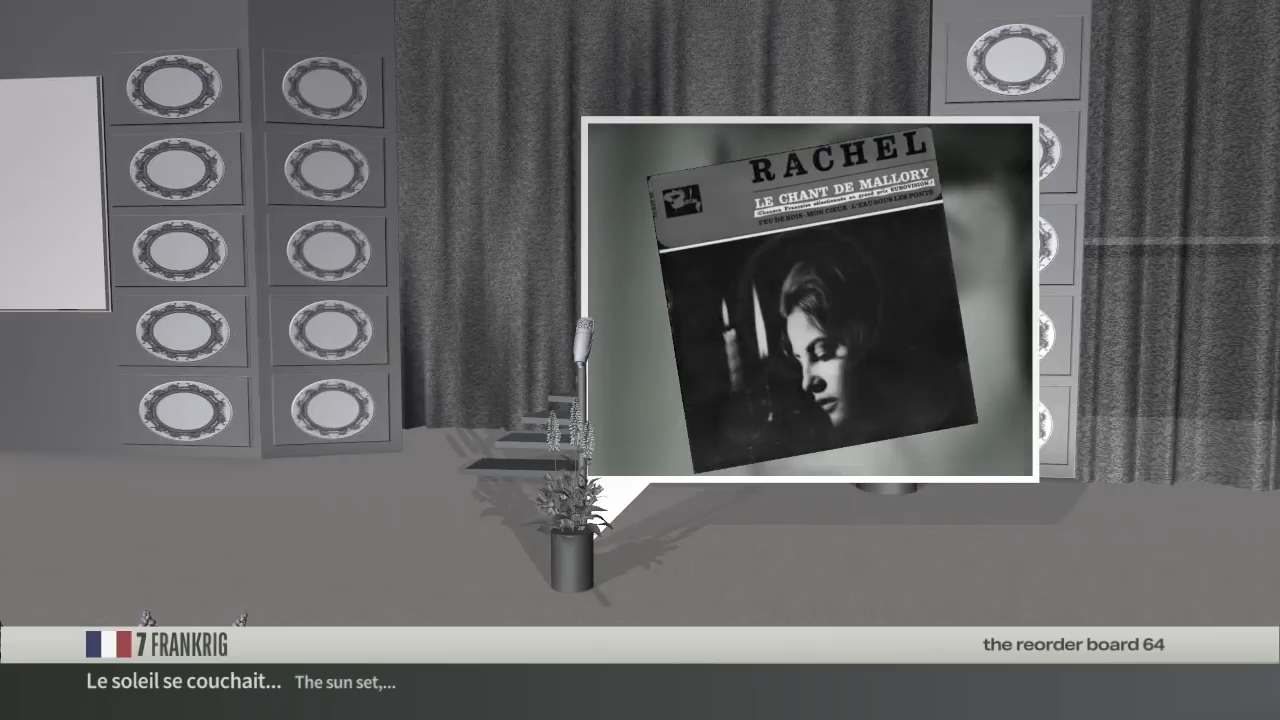 RACHEL
LE CHANT DE MALLORY
(Chanson Française sélectionnée au grand prix EUROVISION)
FEU DE BOIS - MON CŒUR - L'EAU SOUS LES PONTS
7 FRANKRIG
the reorder board 64
Le soleil se couchait... The sun set,...